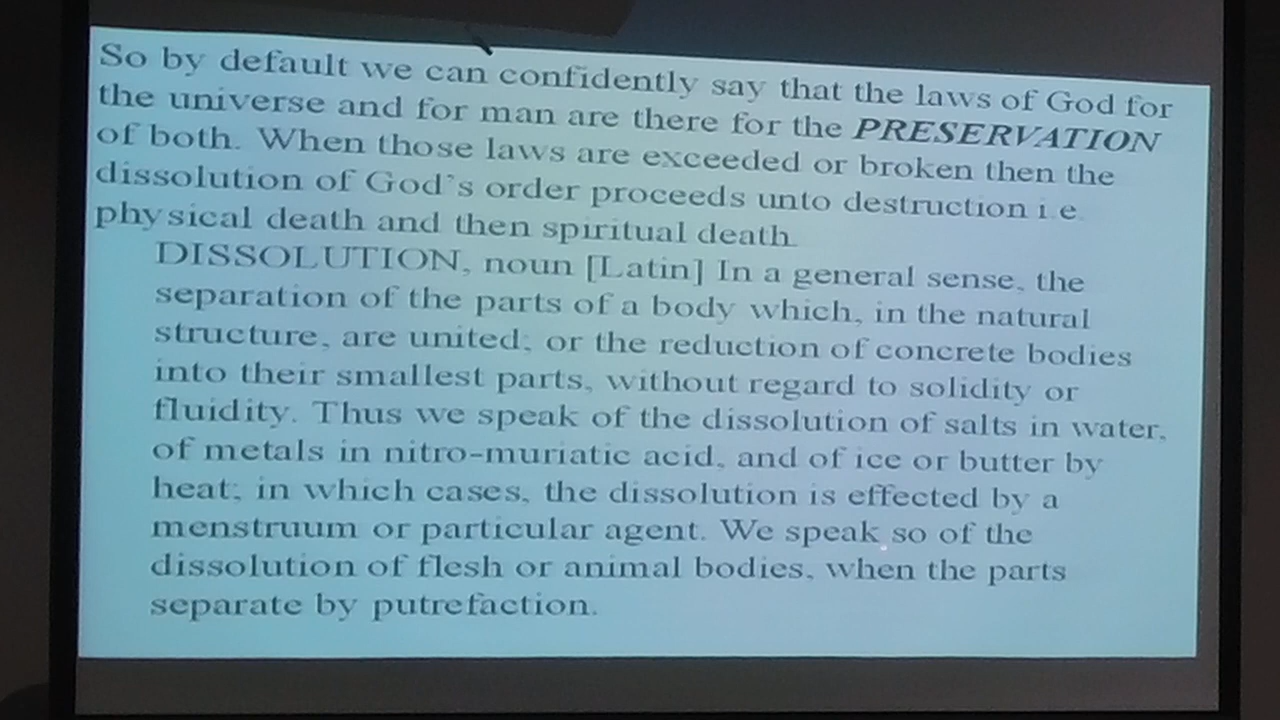 So by default we can confidently say that the laws of God for
the universe and for man are there for the PRESERVATION
of both. When those laws are exceeded or broken then the
dissolution of God`s order proceeds unto destruction i.e.
physical death and then spiritual death.
DISSOLUTION, noun [Latin] In a general sense, the
separation of the parts of a body which, in the natural
structure, are united; or the reduction of concrete bodies
into their smallest parts, without regard to solidity or
fluidity. Thus we speak of the dissolution of salts in water,
of metals in nitro-muriatic acid, and of ice or butter by
heat; in which cases, the dissolution is effected by a
menstruum or particular agent. We speak so of the
dissolution of flesh or animal bodies, when the parts
separate by putrefaction.